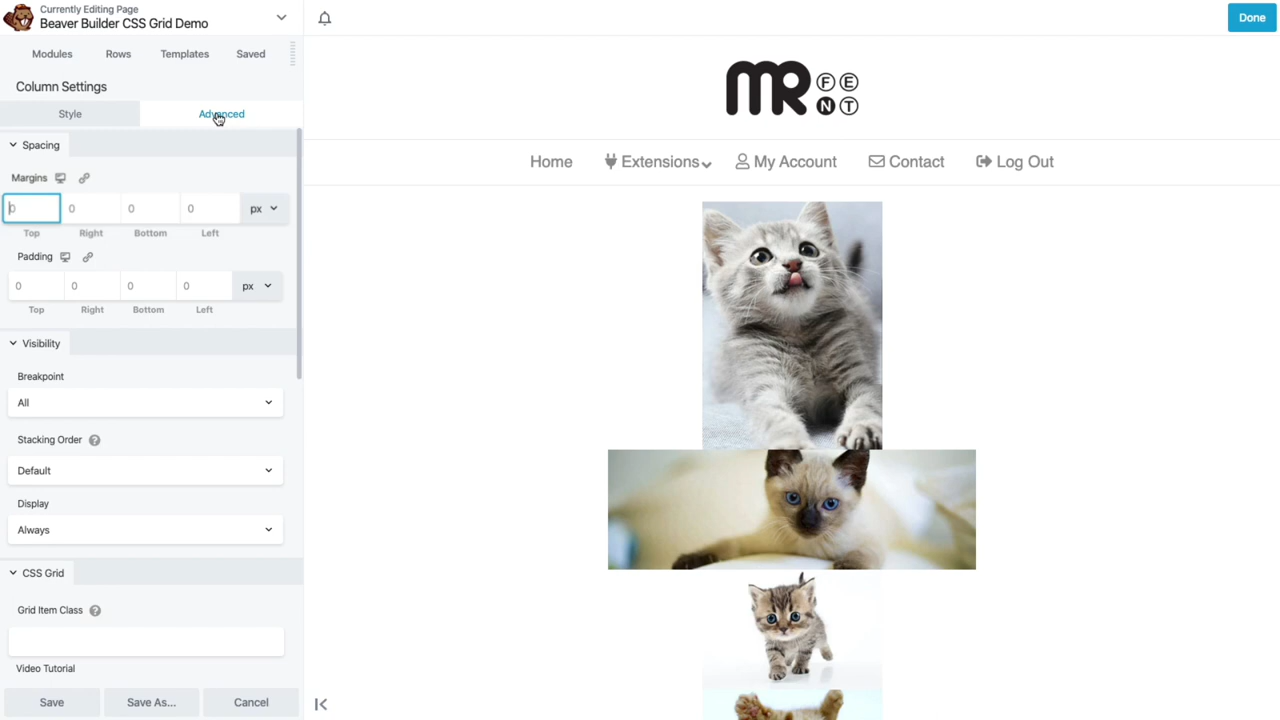 Currently Editing Page
Beaver Builder CSS Grid Demo
Done
Modules Rows Templates Saved
Column Settings
Style Advanced
Spacing
Margins
0 0 0 0 px
Top Right Bottom Left
Padding
0 0 0 0 px
Top Right Bottom Left
Visibility
Breakpoint
All
Stacking Order ?
Default
Display
Always
CSS Grid
Grid Item Class ?
Video Tutorial
Save Save As... Cancel
MR FE
NT
Home Extensions My Account Contact Log Out